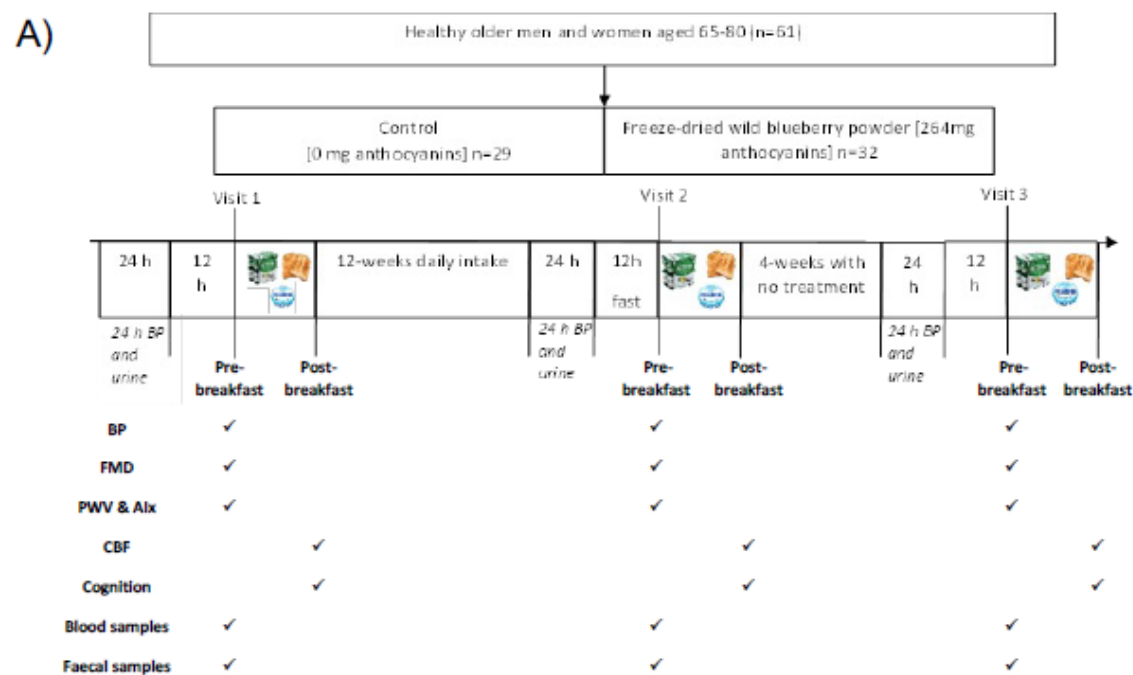 A)
Healthy older men and women aged 65-80 (n=61)
Control
[0 mg anthocyanins] n=29
Freeze-dried wild blueberry powder [264mg
anthocyanins] n=32
Visit 1
Visit 2
Visit 3
24 h
12
h
12-weeks daily intake
24 h
12h
fast
4-weeks with
no treatment
24
h
12
h
24 h BP
and
urine
24 h BP
and
urine
24 h BP
and
urine
Pre-
breakfast
Post-
breakfast
Pre-
breakfast
Post-
breakfast
Pre-
breakfast
Post-
breakfast
BP ✓ ✓ ✓
FMD ✓ ✓ ✓
PWV & AIx ✓ ✓ ✓
CBF ✓ ✓ ✓
Cognition ✓ ✓ ✓
Blood samples ✓ ✓ ✓
Faecal samples ✓ ✓ ✓